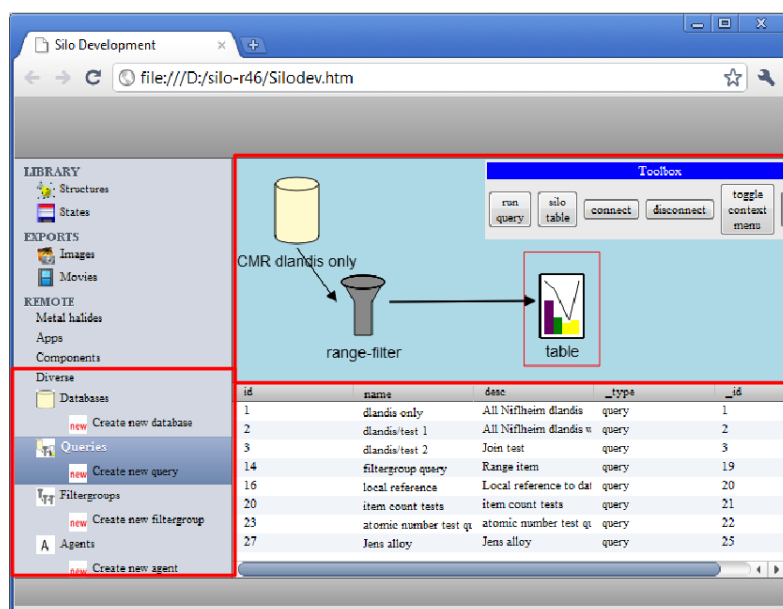 Silo Development
file:///D:/silo-r46/Silodev.htm
LIBRARY
Structures
States
EXPORTS
Images
Movies
REMOTE
Metal halides
Apps
Components
Diverse
Databases
new Create new database
Queries
new Create new query
Filtergroups
new Create new filtergroup
A Agents
new Create new agent
Toolbox
run query
silo table
connect
disconnect
toggle context menu
CMR dlandis only
range-filter
table
id name desc _type _id
1 dlandis only All Niflheim dlandis query 1
2 dlandis/test 1 All Niflheim dlandis w query 2
3 dlandis/test 2 Join test query 3
14 filtergroup query Range item query 19
16 local reference Local reference to dat query 20
20 item count tests item count tests query 21
23 atomic number test qu atomic number test qu query 22
27 Jens alloy Jens alloy query 25